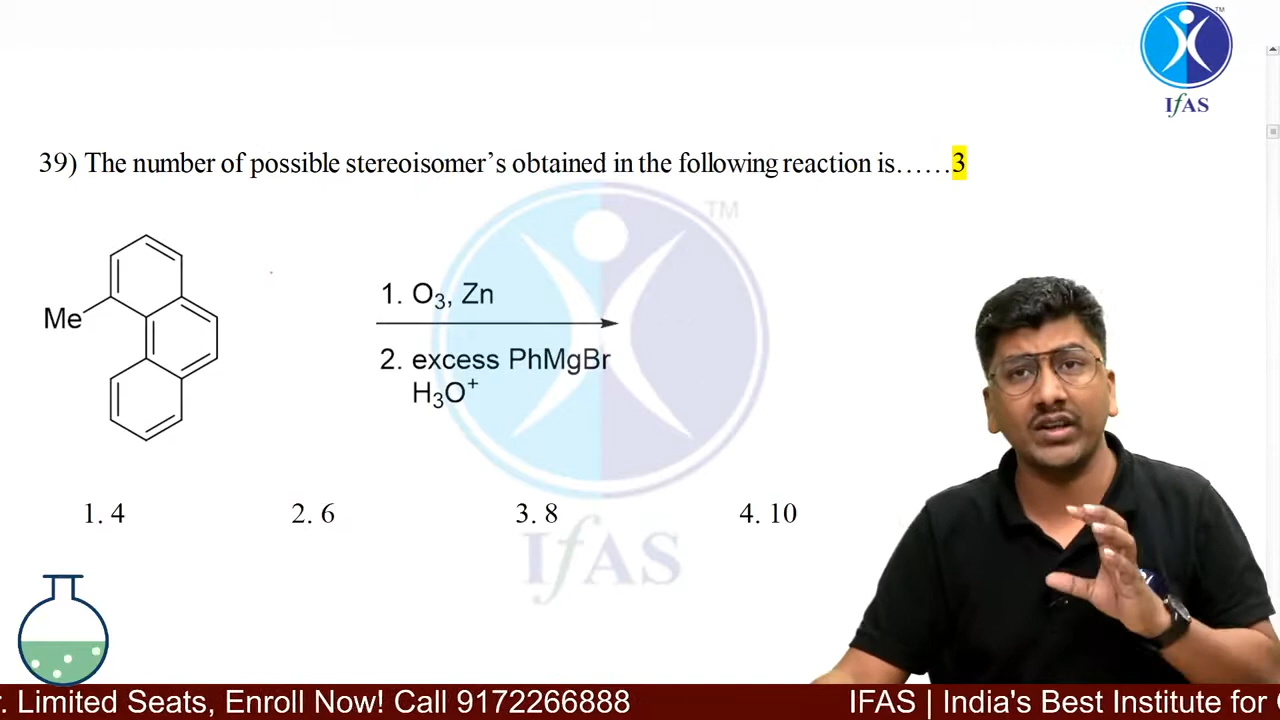 TM
IfAS
39) The number of possible stereoisomer’s obtained in the following reaction is……3
TM
Me
1. O3, Zn
2. excess PhMgBr
H3O+
1. 4 2. 6 3. 8 4. 10
IfAS
r. Limited Seats, Enroll Now! Call 9172266888 IFAS | India's Best Institute for